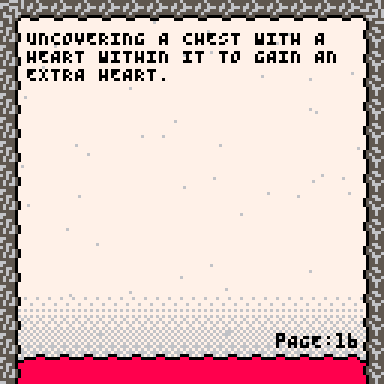 UNCOVERING A CHEST WITH A
HEART WITHIN IT TO GAIN AN
EXTRA HEART.
PAGE:16